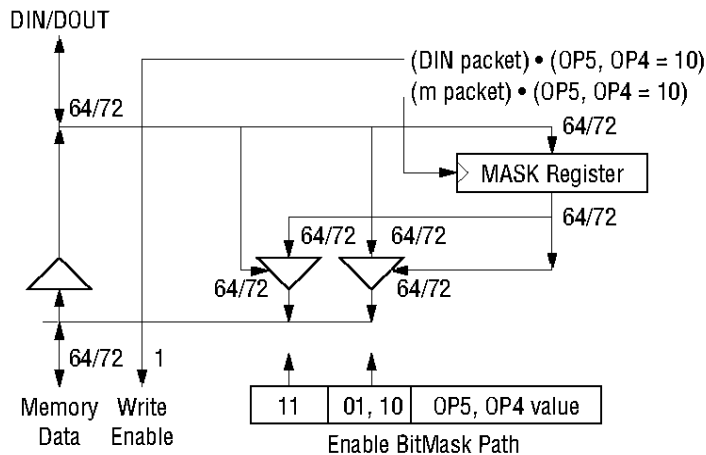 DIN/DOUT
(DIN packet) • (OP5, OP4 = 10)
(m packet) • (OP5, OP4 = 10)
64/72
64/72
MASK Register
64/72
64/72
64/72
64/72
64/72
64/72
1
Memory Data
Write Enable
11
01, 10
OP5, OP4 value
Enable BitMask Path